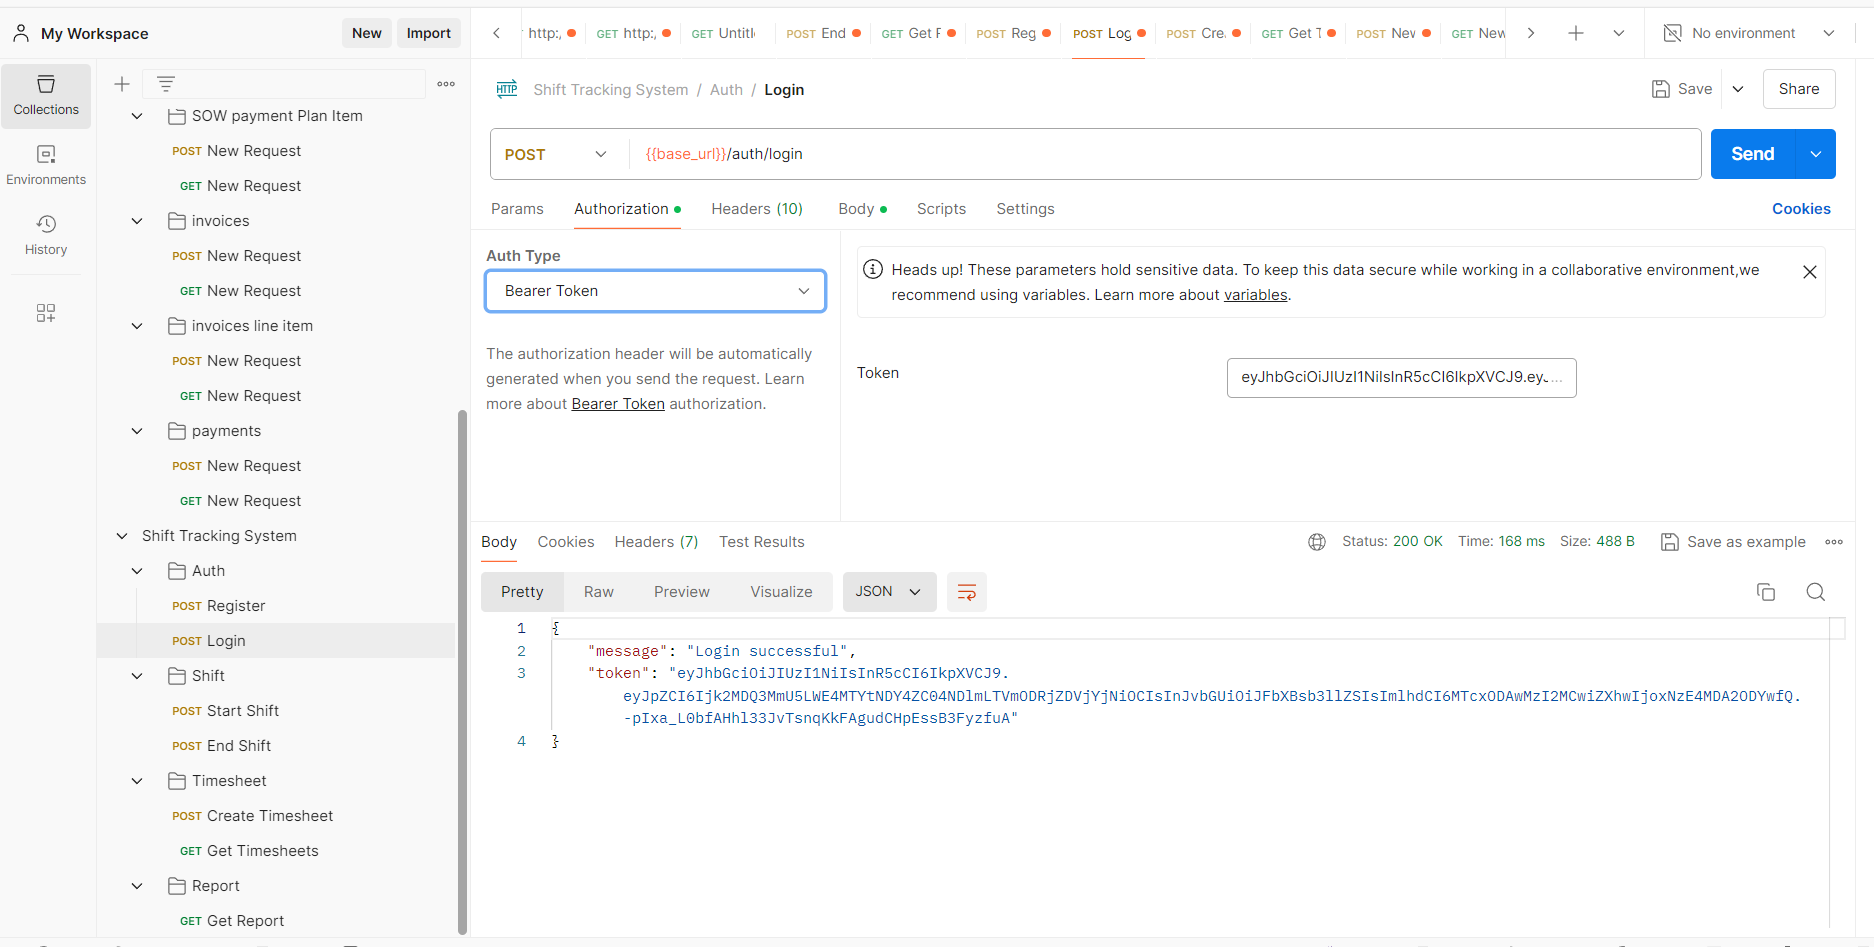 My Workspace
New
Import
http:,
GET http:,
GET Untitl
POST End
GET Get F
POST Reg
POST Log
POST Cre
GET Get T
POST New
GET New
No environment
Collections
Environments
History
SOW payment Plan Item
POST New Request
GET New Request
invoices
POST New Request
GET New Request
invoices line item
POST New Request
GET New Request
payments
POST New Request
GET New Request
Shift Tracking System
Auth
POST Register
POST Login
Shift
POST Start Shift
POST End Shift
Timesheet
POST Create Timesheet
GET Get Timesheets
Report
GET Get Report
HTTP Shift Tracking System / Auth / Login
Save
Share
POST {{base_url}}/auth/login
Send
Params Authorization Headers (10) Body Scripts Settings
Cookies
Auth Type
Bearer Token
The authorization header will be automatically
generated when you send the request. Learn
more about Bearer Token authorization.
Heads up! These parameters hold sensitive data. To keep this data secure while working in a collaborative environment,we
recommend using variables. Learn more about variables.
Token
eyJhbGciOiJIUzI1NiIsInR5cCI6IkpXVCJ9.eyJ...
Body Cookies Headers (7) Test Results
Status: 200 OK Time: 168 ms Size: 488 B
Save as example
Pretty Raw Preview Visualize JSON
1 {
2 "message": "Login successful",
3 "token": "eyJhbGciOiJIUzI1NiIsInR5cCI6IkpXVCJ9.
eyJpZCI6Ijk2MDQ3MmU5LWE4MTYtNDY4ZC04NDlmLTVmODRjZDVjYjNiOCIsInJvbGUiOiJFbXBsb3llZSIsImlhdCI6MTcxODAwMzI2MCwiZXhwIjoxNzE4MDA2ODYwfQ.
-pIxa_L0bfAHhl33JvTsnqKkFAgudCHpEssB3FyzfuA"
4 }